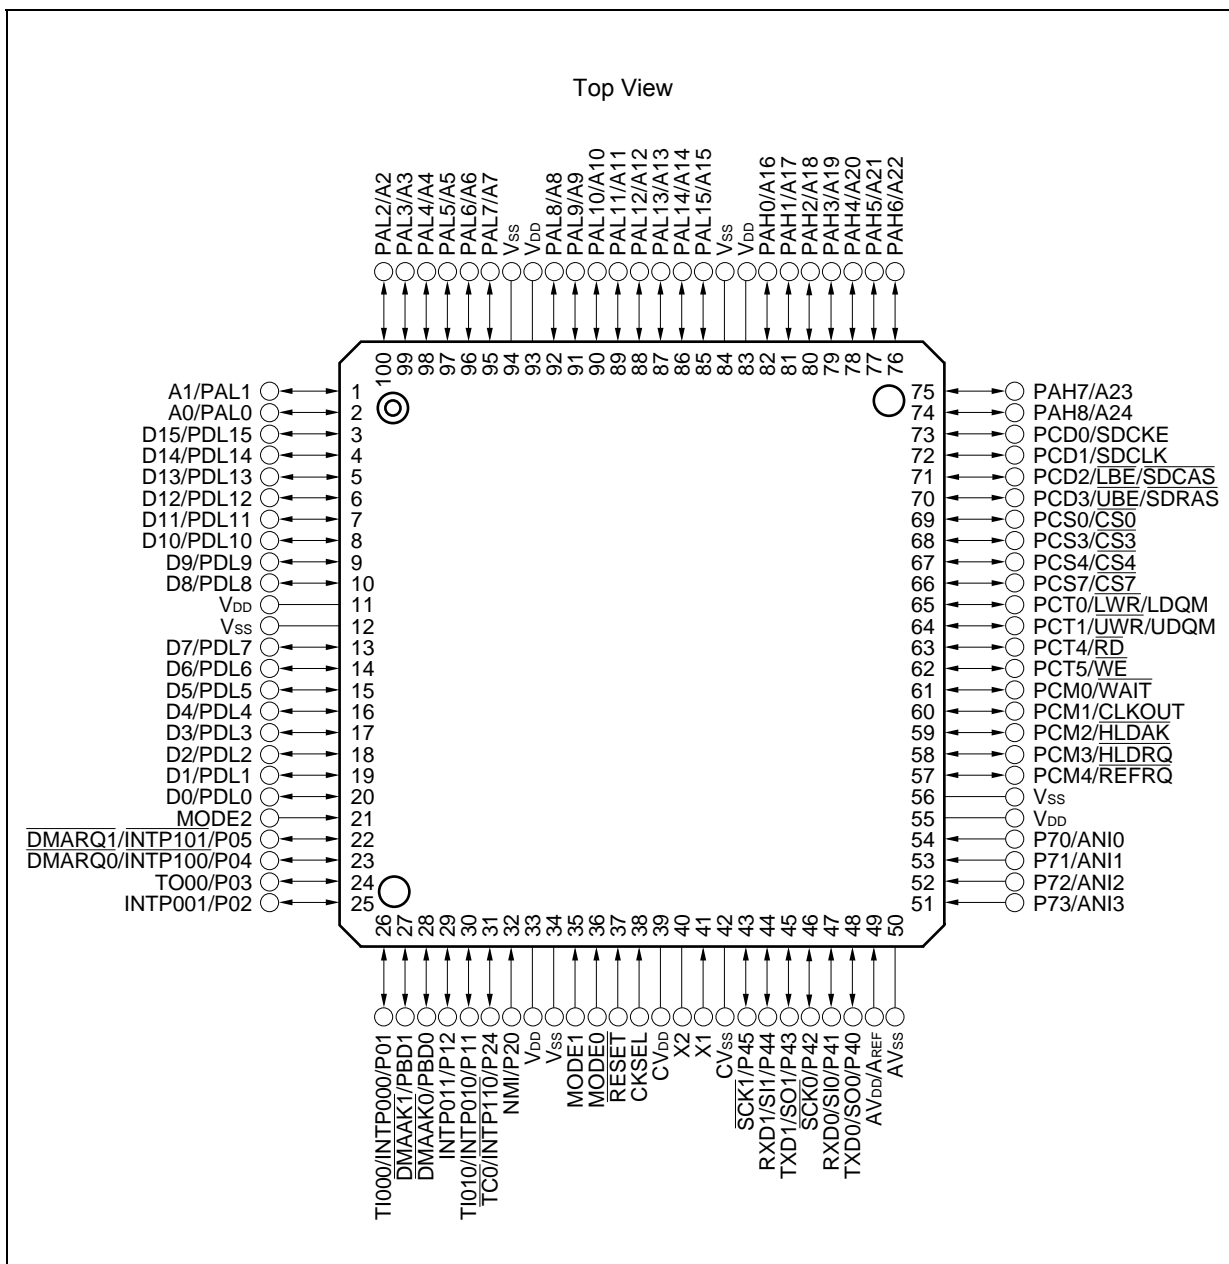 Top View
PAL2/A2
PAL3/A3
PAL4/A4
PAL5/A5
PAL6/A6
PAL7/A7
VSS
VDD
PAL8/A8
PAL9/A9
PAL10/A10
PAL11/A11
PAL12/A12
PAL13/A13
PAL14/A14
PAL15/A15
VSS
VDD
PAH0/A16
PAH1/A17
PAH2/A18
PAH3/A19
PAH4/A20
PAH5/A21
PAH6/A22
100
99
98
97
96
95
94
93
92
91
90
89
88
87
86
85
84
83
82
81
80
79
78
77
76
A1/PAL1 1
A0/PAL0 2
D15/PDL15 3
D14/PDL14 4
D13/PDL13 5
D12/PDL12 6
D11/PDL11 7
D10/PDL10 8
D9/PDL9 9
D8/PDL8 10
VDD 11
VSS 12
D7/PDL7 13
D6/PDL6 14
D5/PDL5 15
D4/PDL4 16
D3/PDL3 17
D2/PDL2 18
D1/PDL1 19
D0/PDL0 20
MODE2 21
DMARQ1/INTP101/P05 22
DMARQ0/INTP100/P04 23
TO00/P03 24
INTP001/P02 25
75 PAH7/A23
74 PAH8/A24
73 PCD0/SDCKE
72 PCD1/SDCLK
71 PCD2/LBE/SDCAS
70 PCD3/UBE/SDRAS
69 PCS0/CS0
68 PCS3/CS3
67 PCS4/CS4
66 PCS7/CS7
65 PCT0/LWR/LDQM
64 PCT1/UWR/UDQM
63 PCT4/RD
62 PCT5/WE
61 PCM0/WAIT
60 PCM1/CLKOUT
59 PCM2/HLDAK
58 PCM3/HLDRQ
57 PCM4/REFRQ
56 VSS
55 VDD
54 P70/ANI0
53 P71/ANI1
52 P72/ANI2
51 P73/ANI3
26
27
28
29
30
31
32
33
34
35
36
37
38
39
40
41
42
43
44
45
46
47
48
49
50
TI000/INTP000/P01
DMAAK1/PBD1
DMAAK0/PBD0
INTP011/P12
TI010/INTP010/P11
TC0/INTP110/P24
NMI/P20
VDD
VSS
MODE1
MODE0
RESET
CKSEL
CVDD
X2
X1
CVSS
SCK1/P45
RXD1/SI1/P44
TXD1/SO1/P43
SCK0/P42
RXD0/SI0/P41
TXD0/SO0/P40
AVDD/AREF
AVSS